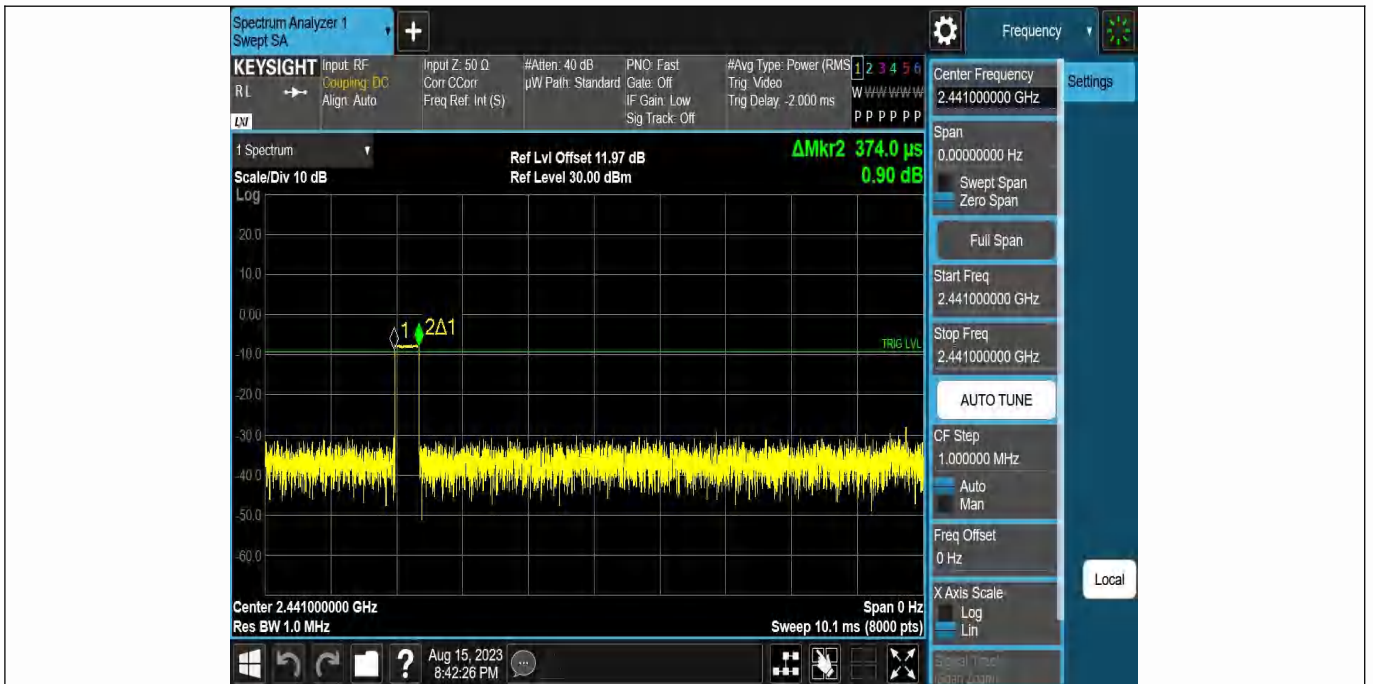 Spectrum Analyzer 1
Swept SA
+
Frequency
KEYSIGHT
RL
LXI
Input: RF
Coupling: DC
Align: Auto
Input Z: 50 Ω
Corr CCorr
Freq Ref: Int (S)
#Atten: 40 dB
µW Path: Standard
PNO: Fast
Gate: Off
IF Gain: Low
Sig Track: Off
#Avg Type: Power (RMS
Trig: Video
Trig Delay: -2.000 ms
1 2 3 4 5 6
W W W W W W
P P P P P P
Center Frequency
2.441000000 GHz
Settings
Span
0.00000000 Hz
Swept Span
Zero Span
Full Span
Start Freq
2.441000000 GHz
Stop Freq
2.441000000 GHz
AUTO TUNE
CF Step
1.000000 MHz
Auto
Man
Freq Offset
0 Hz
X Axis Scale
Log
Lin
Local
1 Spectrum
Scale/Div 10 dB
Ref Lvl Offset 11.97 dB
Ref Level 30.00 dBm
ΔMkr2 374.0 µs
0.90 dB
Log
20.0
10.0
0.00
-10.0
-20.0
-30.0
-40.0
-50.0
-60.0
1
2Δ1
TRIG LVL
Center 2.441000000 GHz
Res BW 1.0 MHz
Span 0 Hz
Sweep 10.1 ms (8000 pts)
?
Aug 15, 2023
8:42:26 PM